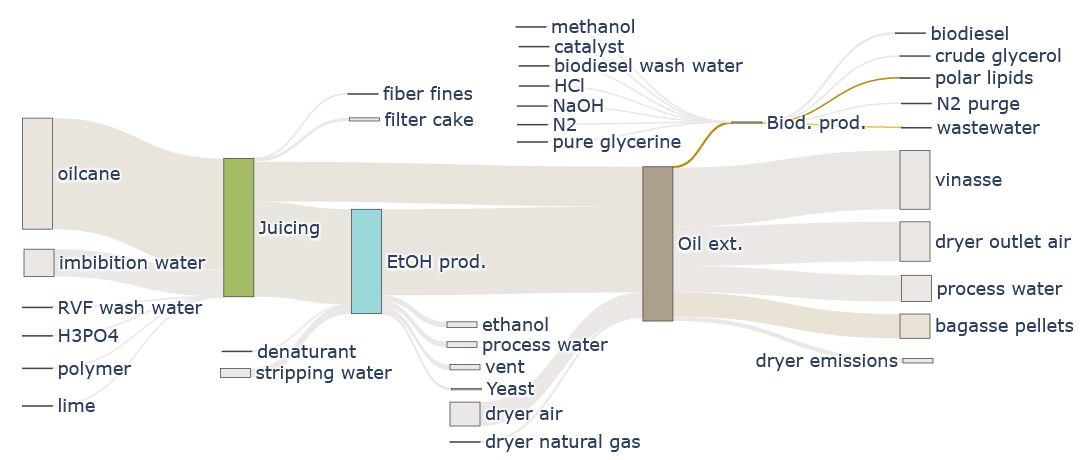 methanol
catalyst
biodiesel wash water
HCl
NaOH
N2
pure glycerine
biodiesel
crude glycerol
polar lipids
N2 purge
wastewater
Biod. prod.
fiber fines
filter cake
oilcane
imbibition water
RVF wash water
H3PO4
polymer
lime
Juicing
EtOH prod.
denaturant
stripping water
ethanol
process water
vent
Yeast
dryer air
dryer natural gas
Oil ext.
vinasse
dryer outlet air
process water
bagasse pellets
dryer emissions